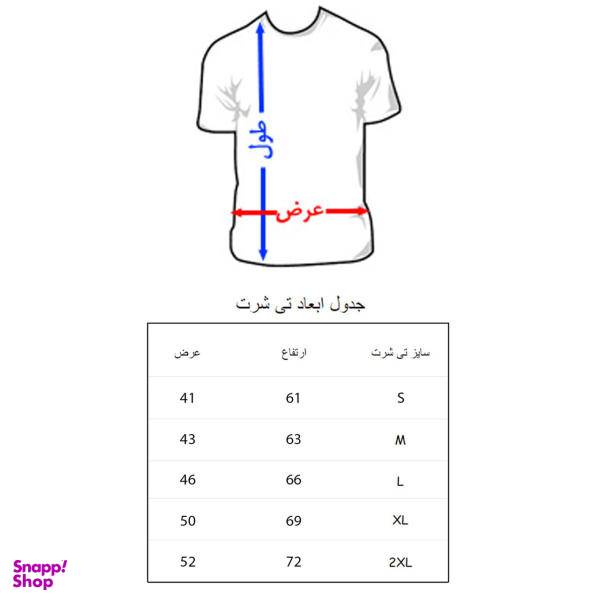 طول
عرض
جدول ابعاد تی شرت
سایز تی شرت ارتفاع عرض
S 61 41
M 63 43
L 66 46
XL 69 50
2XL 72 52
Snapp!
Shop